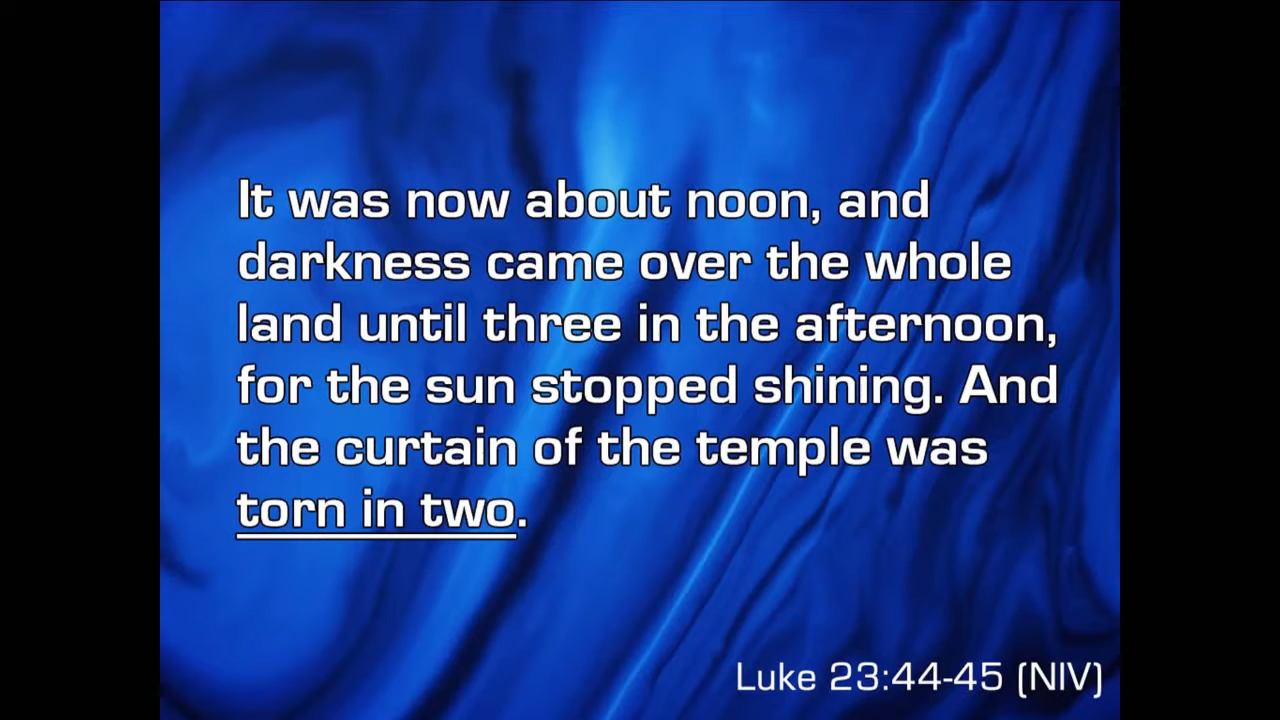 It was now about noon, and
darkness came over the whole
land until three in the afternoon,
for the sun stopped shining. And
the curtain of the temple was
torn in two.
Luke 23:44-45 (NIV)